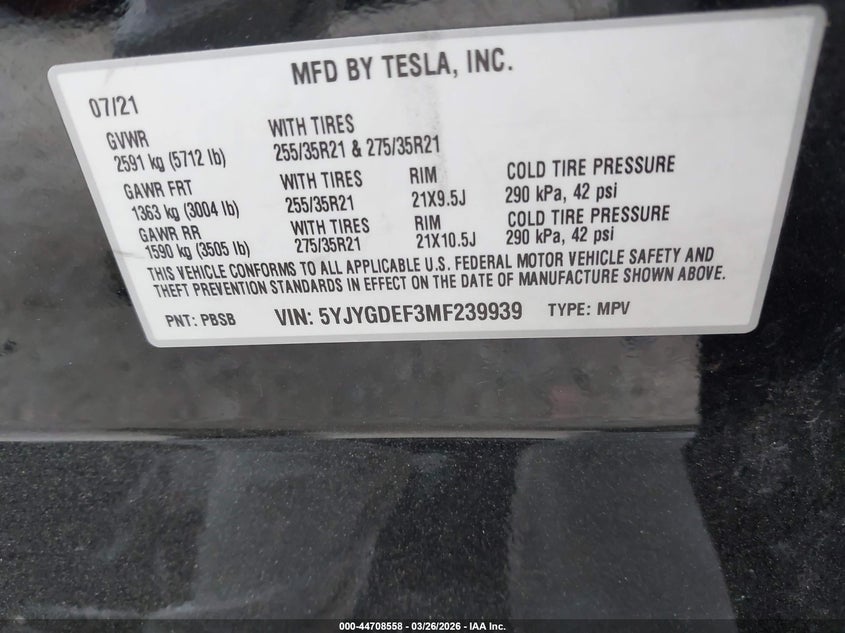 MFD BY TESLA, INC.
07/21
GVWR WITH TIRES
2591 kg (5712 lb) 255/35R21 & 275/35R21
GAWR FRT WITH TIRES RIM COLD TIRE PRESSURE
1363 kg (3004 lb) 255/35R21 21X9.5J 290 kPa, 42 psi
GAWR RR WITH TIRES RIM COLD TIRE PRESSURE
1590 kg (3505 lb) 275/35R21 21X10.5J 290 kPa, 42 psi
THIS VEHICLE CONFORMS TO ALL APPLICABLE U.S. FEDERAL MOTOR VEHICLE SAFETY AND
THEFT PREVENTION STANDARDS IN EFFECT ON THE DATE OF MANUFACTURE SHOWN ABOVE.
PNT: PBSB VIN: 5YJYGDEF3MF239939 TYPE: MPV
000-44708558 - 03/26/2026 - IAA Inc.